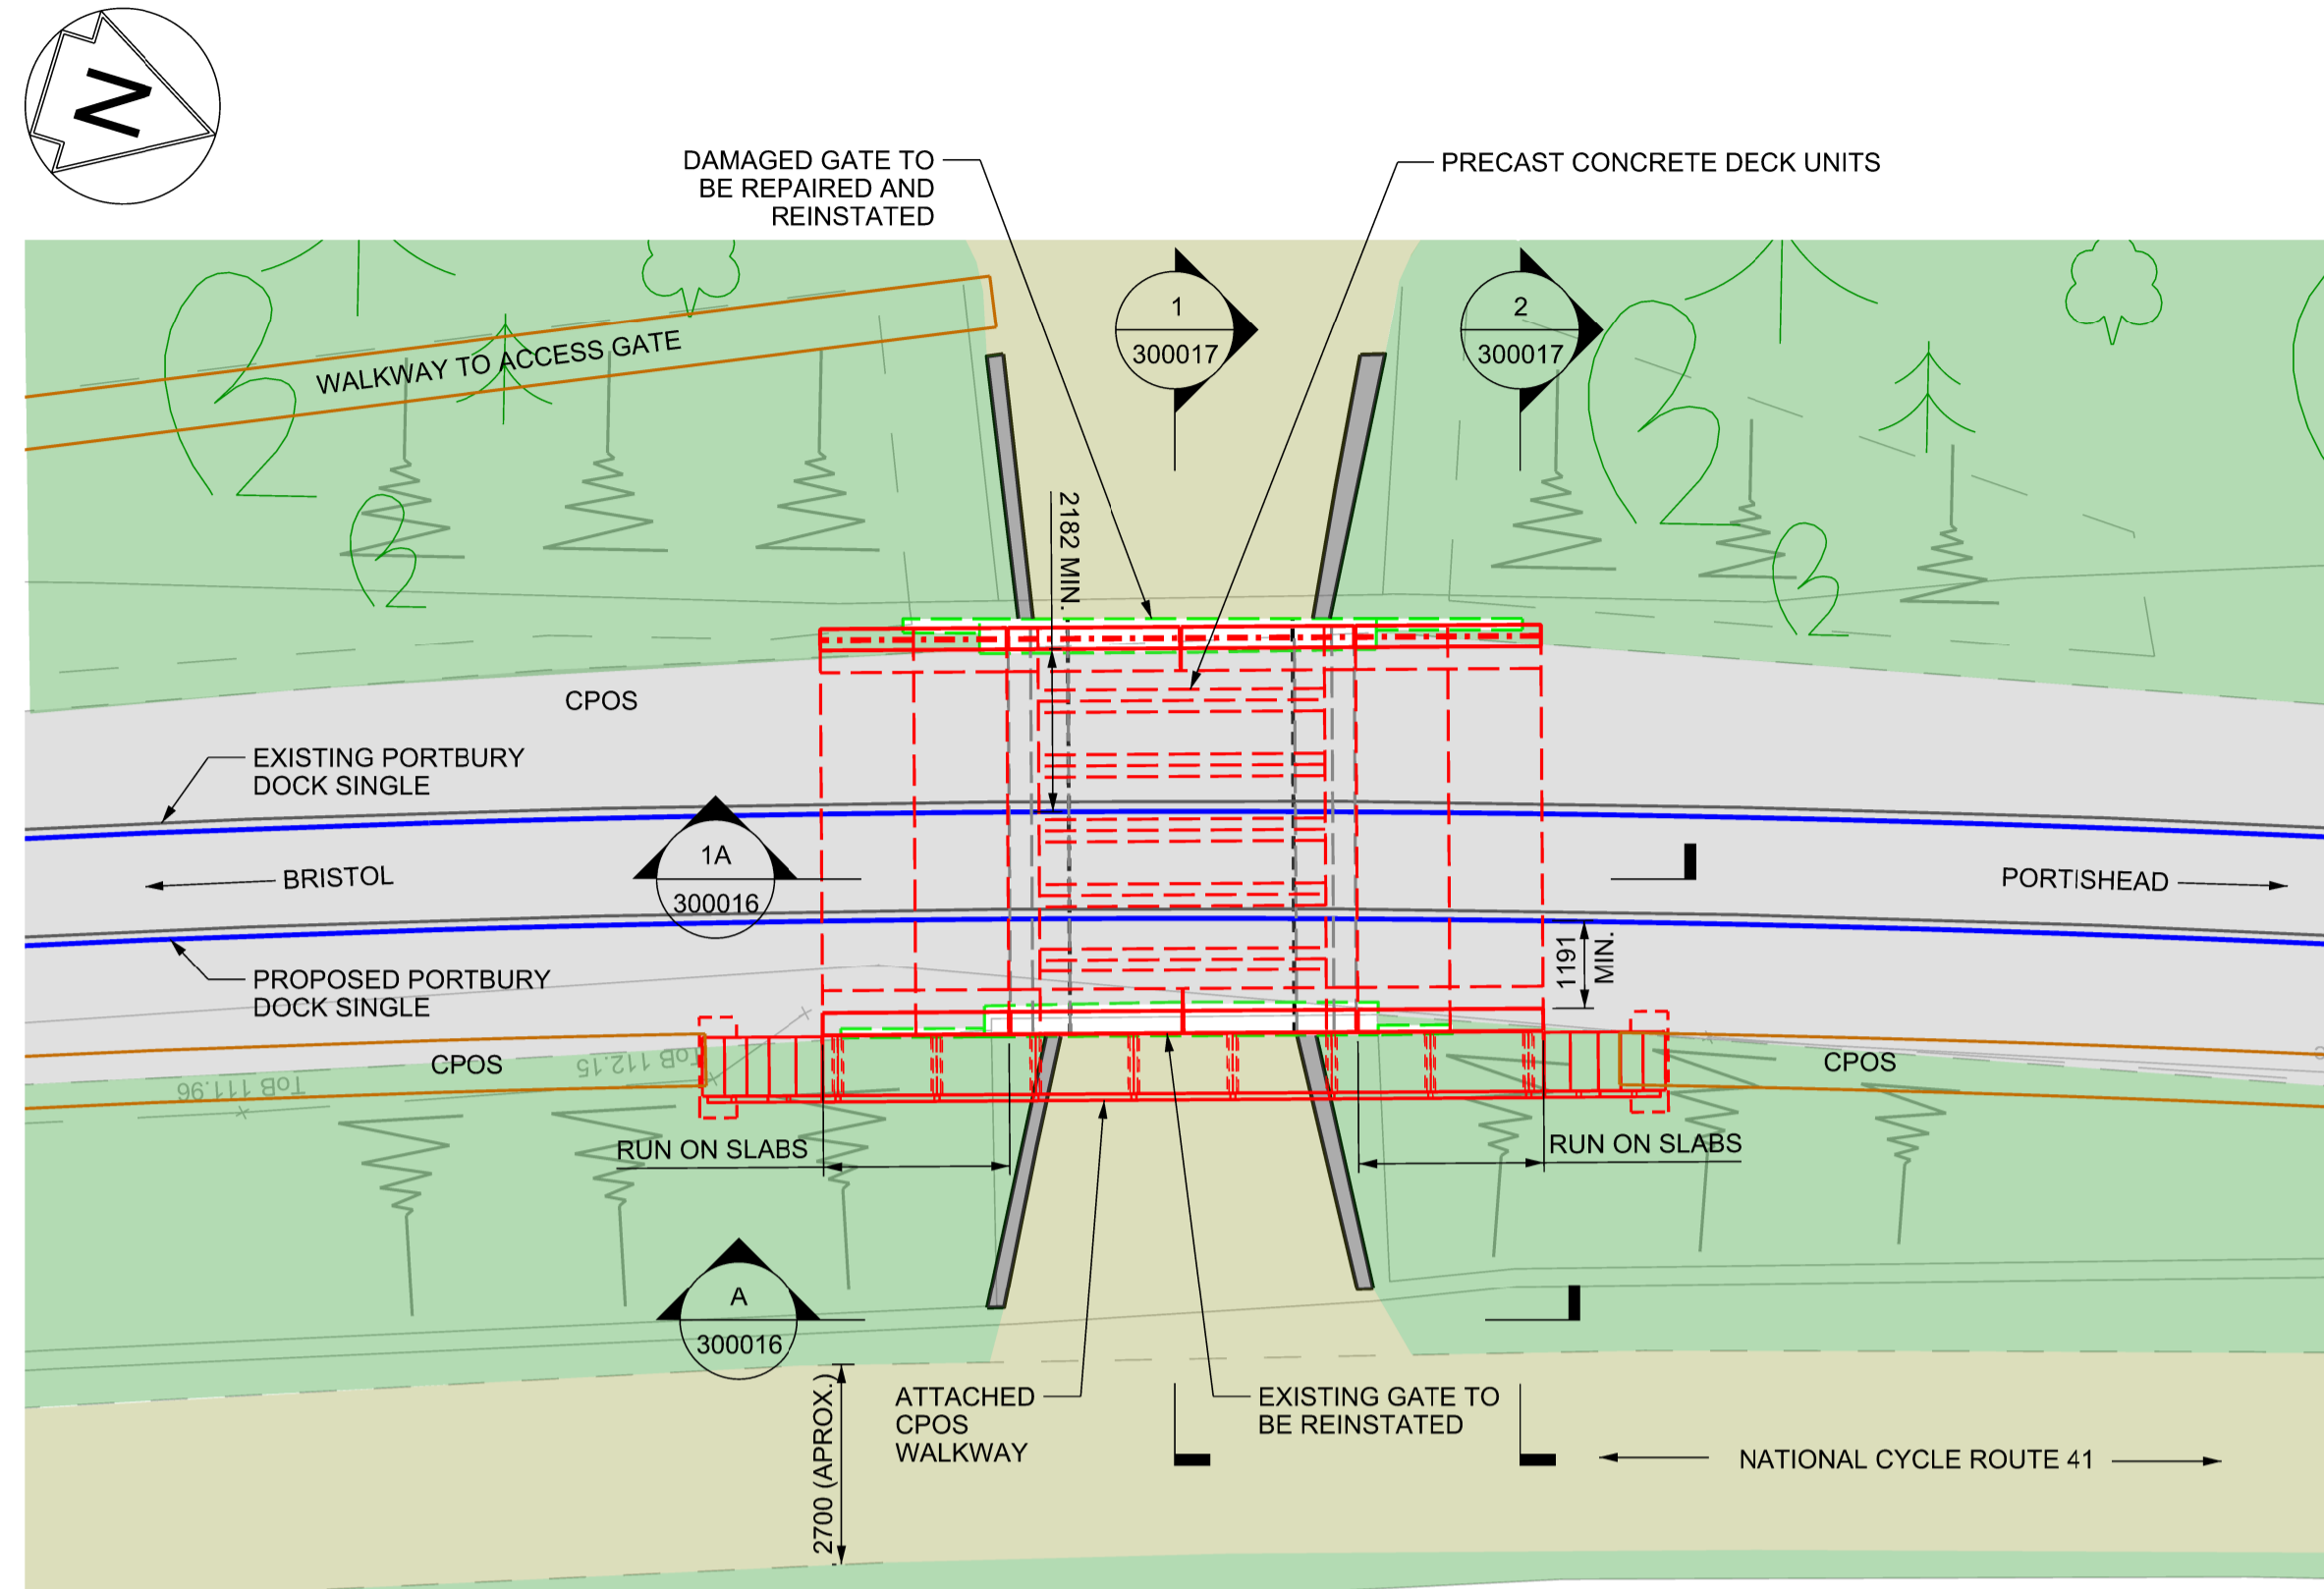 N
DAMAGED GATE TO
BE REPAIRED AND
REINSTATED
PRECAST CONCRETE DECK UNITS
1
300017
2
300017
WALKWAY TO ACCESS GATE
2182 MIN.
CPOS
EXISTING PORTBURY
DOCK SINGLE
1A
300016
BRISTOL
PORTISHEAD
1191
MIN.
PROPOSED PORTBURY
DOCK SINGLE
CPOS
ToB 111.96
ToB 112.15
CPOS
RUN ON SLABS
RUN ON SLABS
A
300016
2700 (APROX.)
ATTACHED
CPOS
WALKWAY
EXISTING GATE TO
BE REINSTATED
NATIONAL CYCLE ROUTE 41